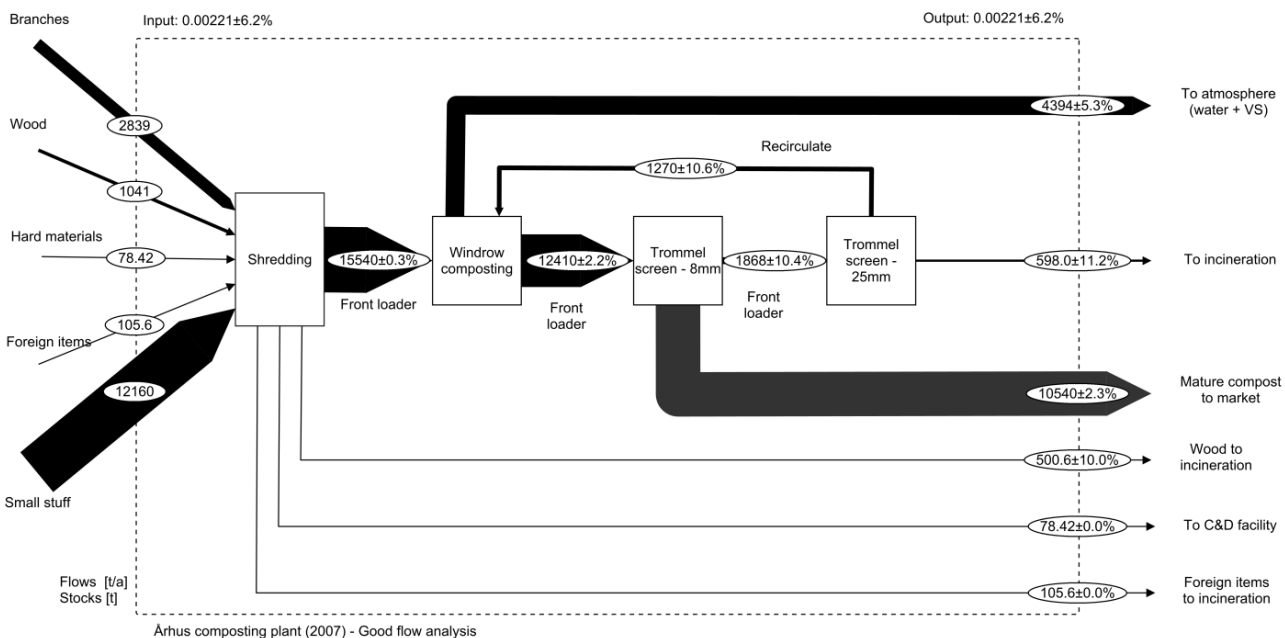 Branches
Input: 0.00221±6.2%
Output: 0.00221±6.2%
To atmosphere
(water + VS)
4394±5.3%
2839
Wood
Recirculate
1270±10.6%
1041
Hard materials
78.42
Shredding
15540±0.3%
Front loader
Windrow
composting
12410±2.2%
Front
loader
Trommel
screen - 8mm
1868±10.4%
Front
loader
Trommel
screen -
25mm
598.0±11.2%
To incineration
105.6
Foreign items
12160
10540±2.3%
Mature compost
to market
Small stuff
500.6±10.0%
Wood to
incineration
78.42±0.0%
To C&D facility
Flows [t/a]
Stocks [t]
105.6±0.0%
Foreign items
to incineration
Århus composting plant (2007) - Good flow analysis